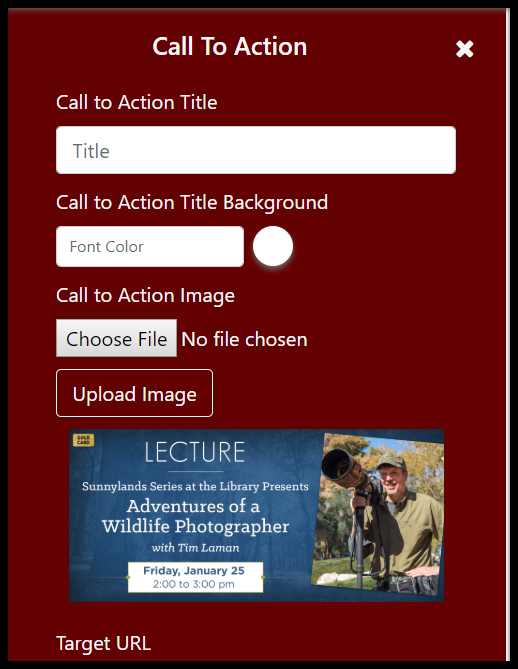 Call To Action
✖
Call to Action Title
Title
Call to Action Title Background
Font Color
Call to Action Image
Choose File No file chosen
Upload Image
GOLD
CARD
LECTURE
Sunnylands Series at the Library Presents
Adventures of a
Wildlife Photographer
with Tim Laman
Friday, January 25
2:00 to 3:00 pm
Target URL